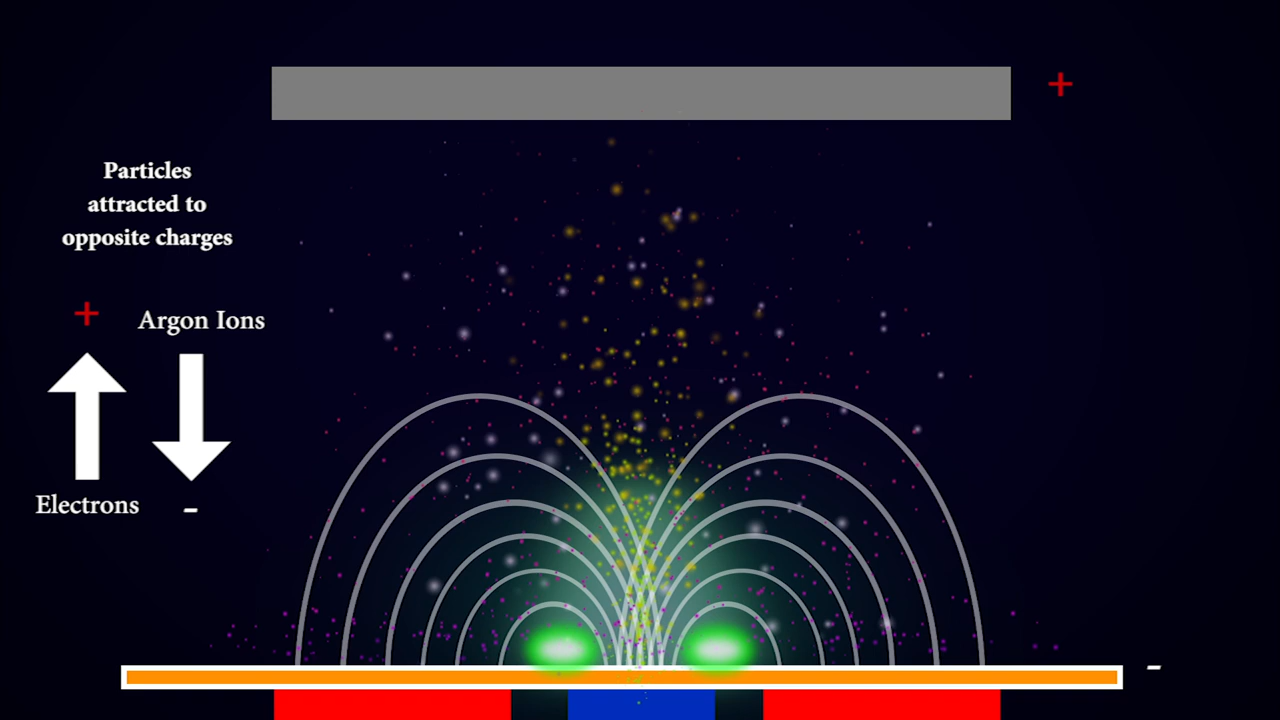 +
Particles
attracted to
opposite charges
+
Argon Ions
Electrons
-
-